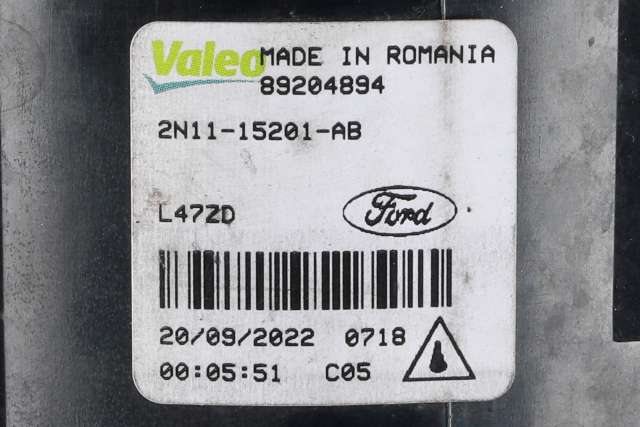 Valeo MADE IN ROMANIA
89204894
2N11-15201-AB
L47ZD Ford
20/09/2022 0718
00:05:51 C05